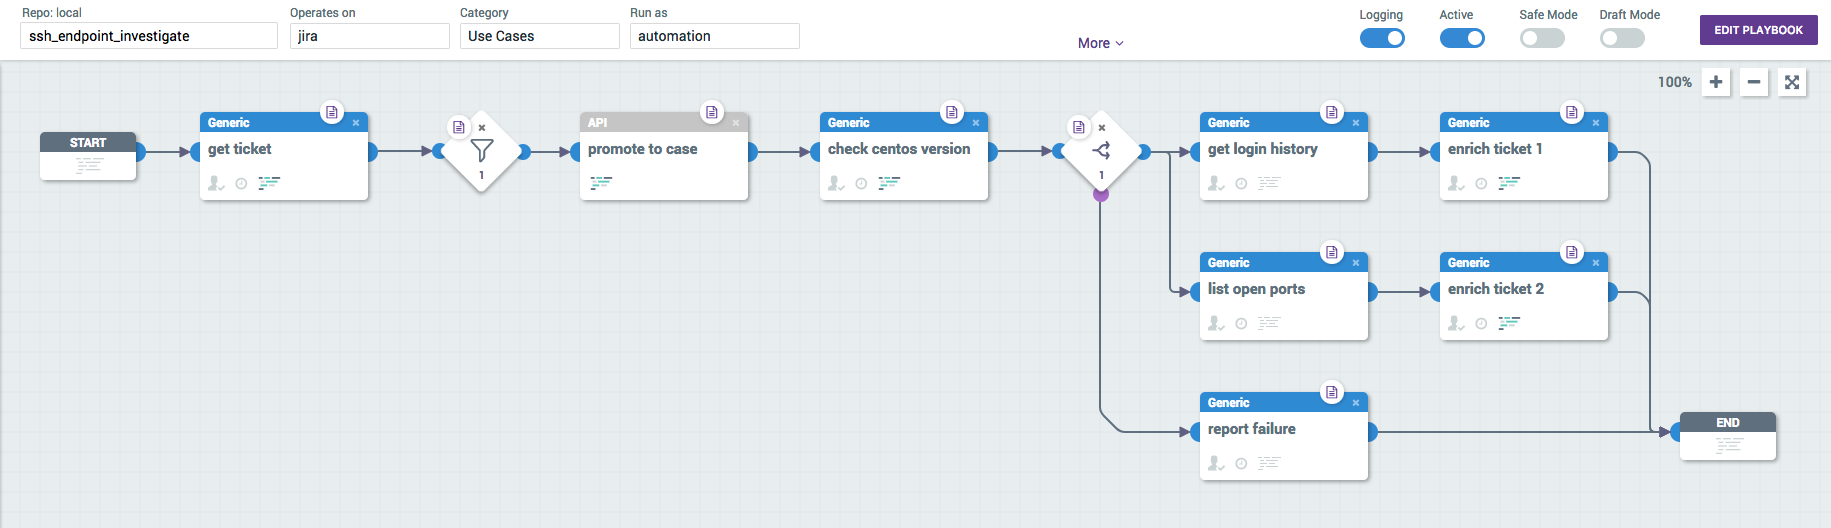 Repo: local
Operates on
Category
Run as
ssh_endpoint_investigate
jira
Use Cases
automation
More
Logging
Active
Safe Mode
Draft Mode
EDIT PLAYBOOK
100%
START
Generic
get ticket
1
API
promote to case
Generic
check centos version
1
Generic
get login history
Generic
enrich ticket 1
Generic
list open ports
Generic
enrich ticket 2
Generic
report failure
END